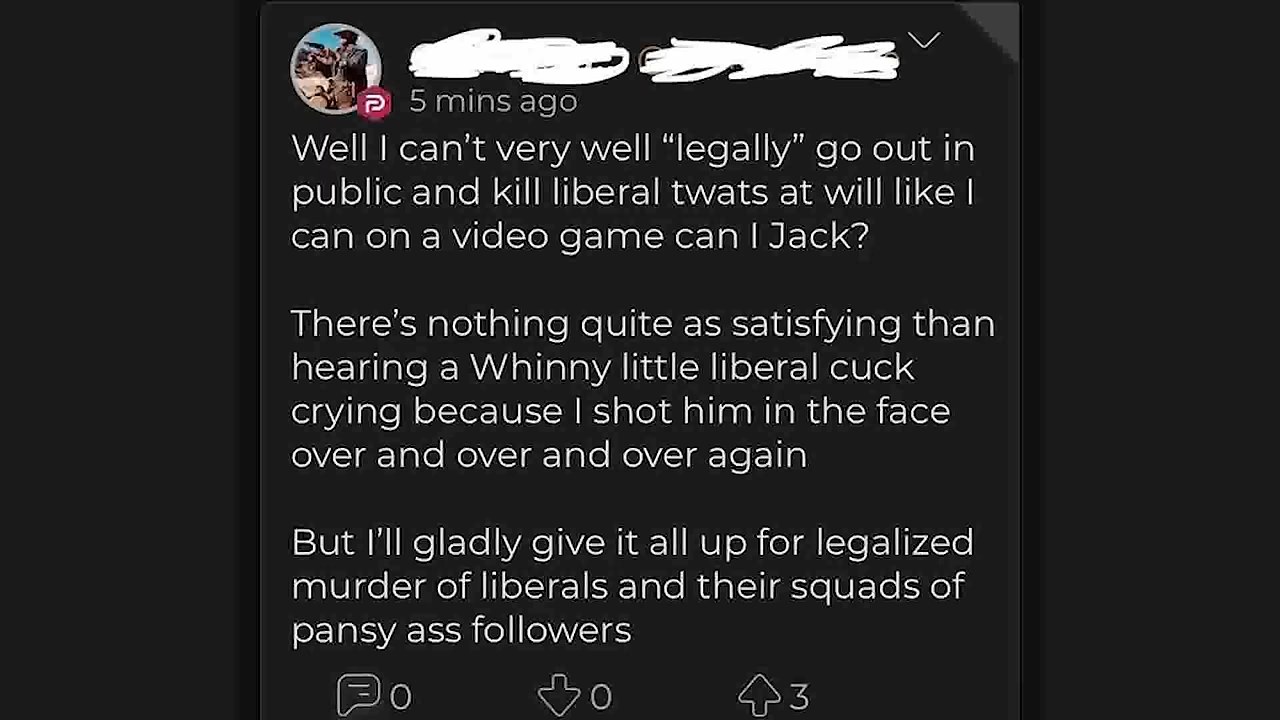 5 mins ago
Well I can’t very well “legally” go out in
public and kill liberal twats at will like I
can on a video game can I Jack?
There’s nothing quite as satisfying than
hearing a Whinny little liberal cuck
crying because I shot him in the face
over and over and over again
But I’ll gladly give it all up for legalized
murder of liberals and their squads of
pansy ass followers
0 0 3